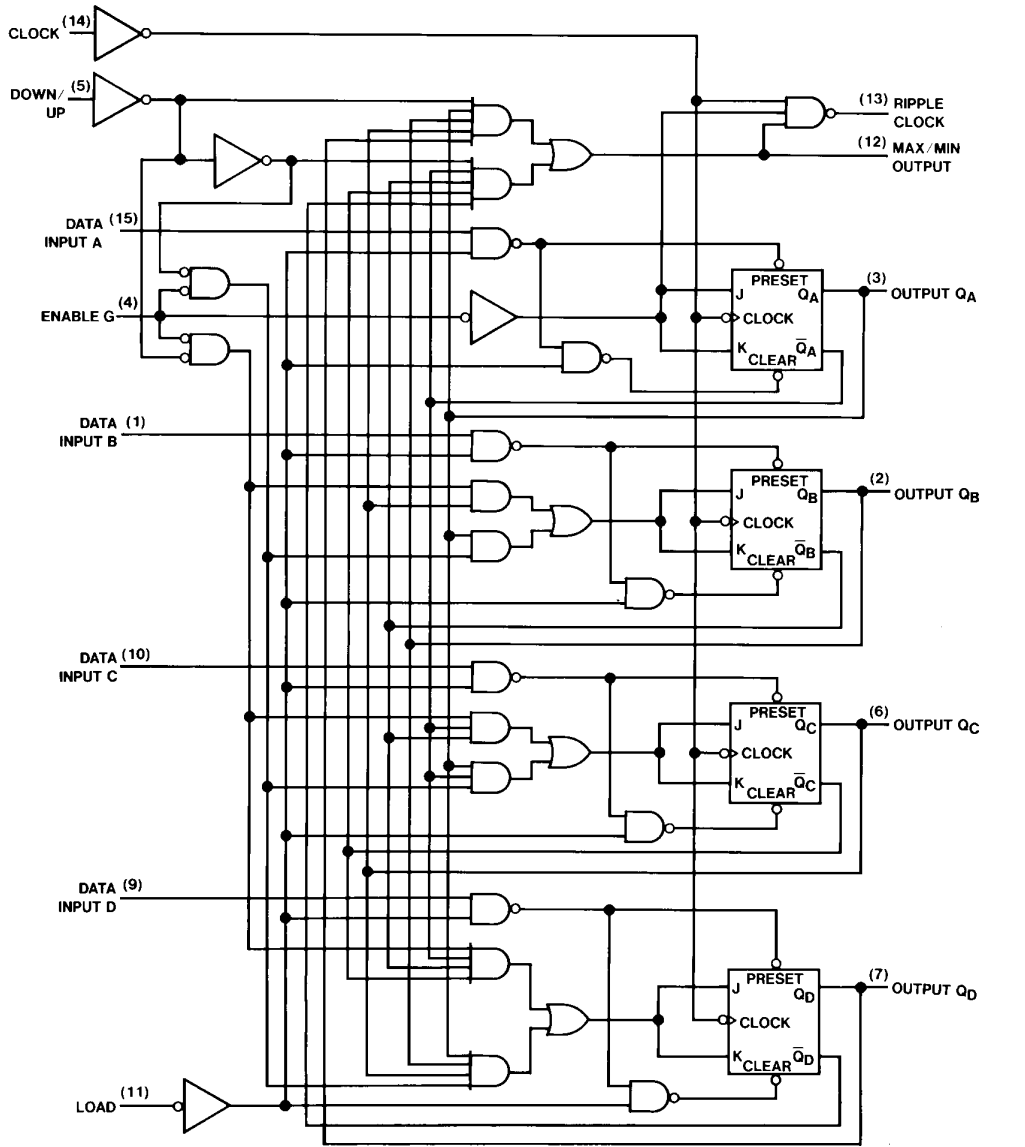 CLOCK (14)
DOWN/
UP (5)
(13) RIPPLE
CLOCK
(12) MAX/MIN
OUTPUT
DATA (15)
INPUT A
PRESET
J QA
CLOCK
K Q̅A
CLEAR
(3)
OUTPUT QA
(4)
ENABLE G
DATA (1)
INPUT B
PRESET
J QB
CLOCK
K Q̅B
CLEAR
(2)
OUTPUT QB
DATA (10)
INPUT C
PRESET
J QC
CLOCK
K Q̅C
CLEAR
(6)
OUTPUT QC
DATA (9)
INPUT D
PRESET
J QD
CLOCK
K Q̅D
CLEAR
(7)
OUTPUT QD
LOAD (11)